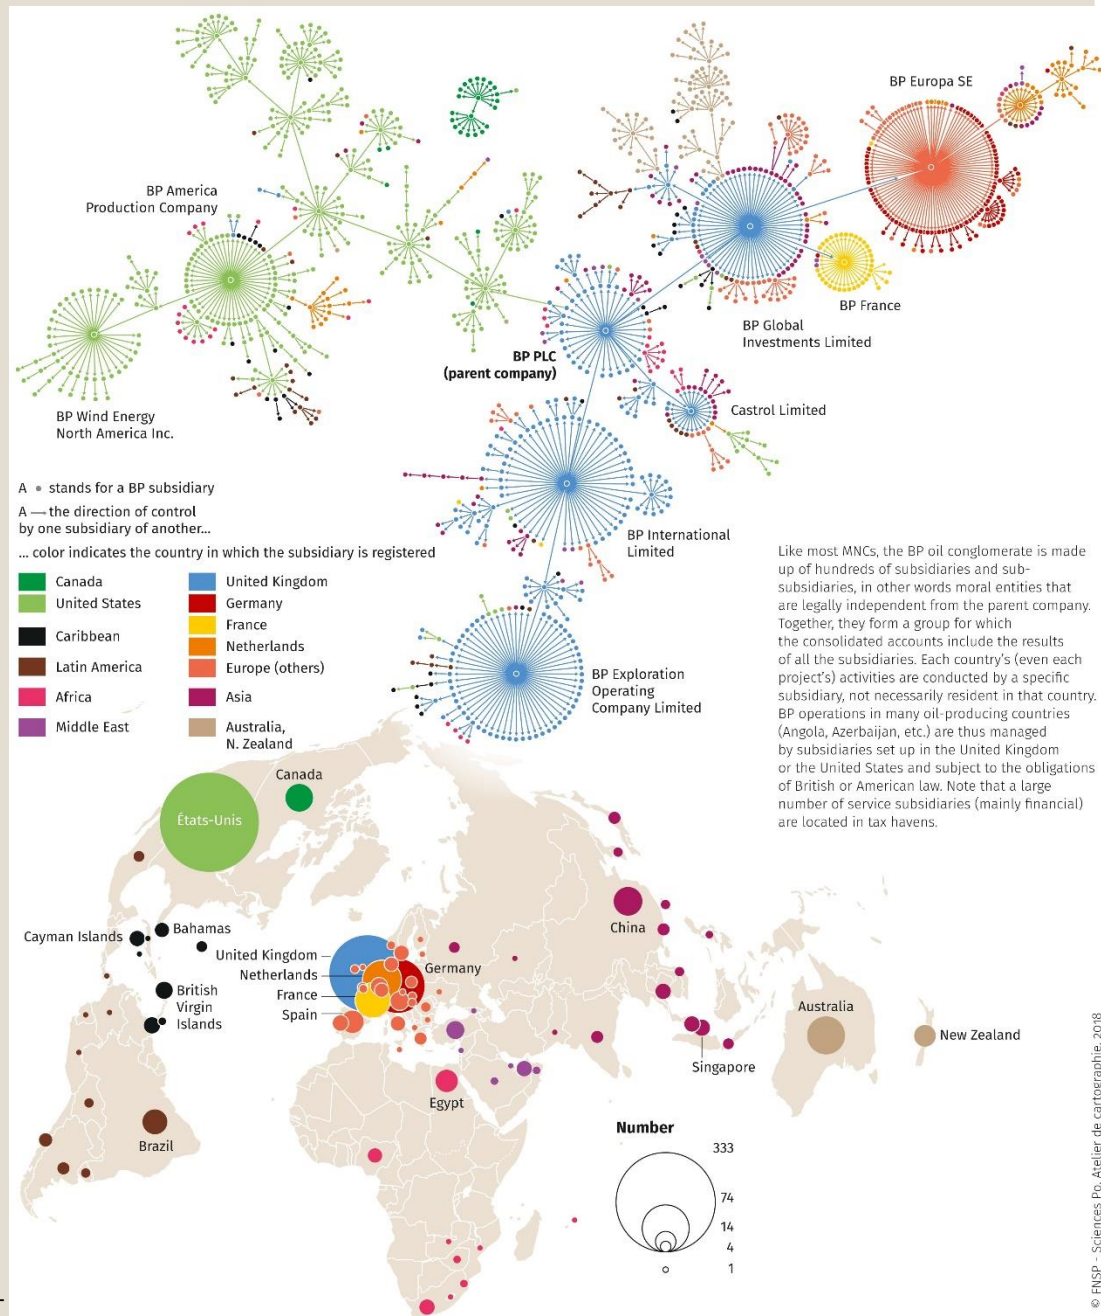 BP Europa SE
BP America
Production Company
BP France
BP Global
Investments Limited
BP PLC
(parent company)
Castrol Limited
BP Wind Energy
North America Inc.
A • stands for a BP subsidiary
A → the direction of control
by one subsidiary of another...
... color indicates the country in which the subsidiary is registered
BP International
Limited
Canada
United States
Caribbean
Latin America
Africa
Middle East
United Kingdom
Germany
France
Netherlands
Europe (others)
Asia
Australia,
N. Zealand
BP Exploration
Operating
Company Limited
Like most MNCs, the BP oil conglomerate is made
up of hundreds of subsidiaries and sub-
subsidiaries, in other words moral entities that
are legally independent from the parent company.
Together, they form a group for which
the consolidated accounts include the results
of all the subsidiaries. Each country's (even each
project's) activities are conducted by a specific
subsidiary, not necessarily resident in that country.
BP operations in many oil-producing countries
(Angola, Azerbaijan, etc.) are thus managed
by subsidiaries set up in the United Kingdom
or the United States and subject to the obligations
of British or American law. Note that a large
number of service subsidiaries (mainly financial)
are located in tax havens.
Canada
États-Unis
Cayman Islands
Bahamas
British
Virgin
Islands
United Kingdom
Netherlands
France
Spain
Germany
China
Australia
New Zealand
Singapore
Egypt
Brazil
Number
333
74
14
4
1
© FNSP - Sciences Po, Atelier de cartographie, 2018